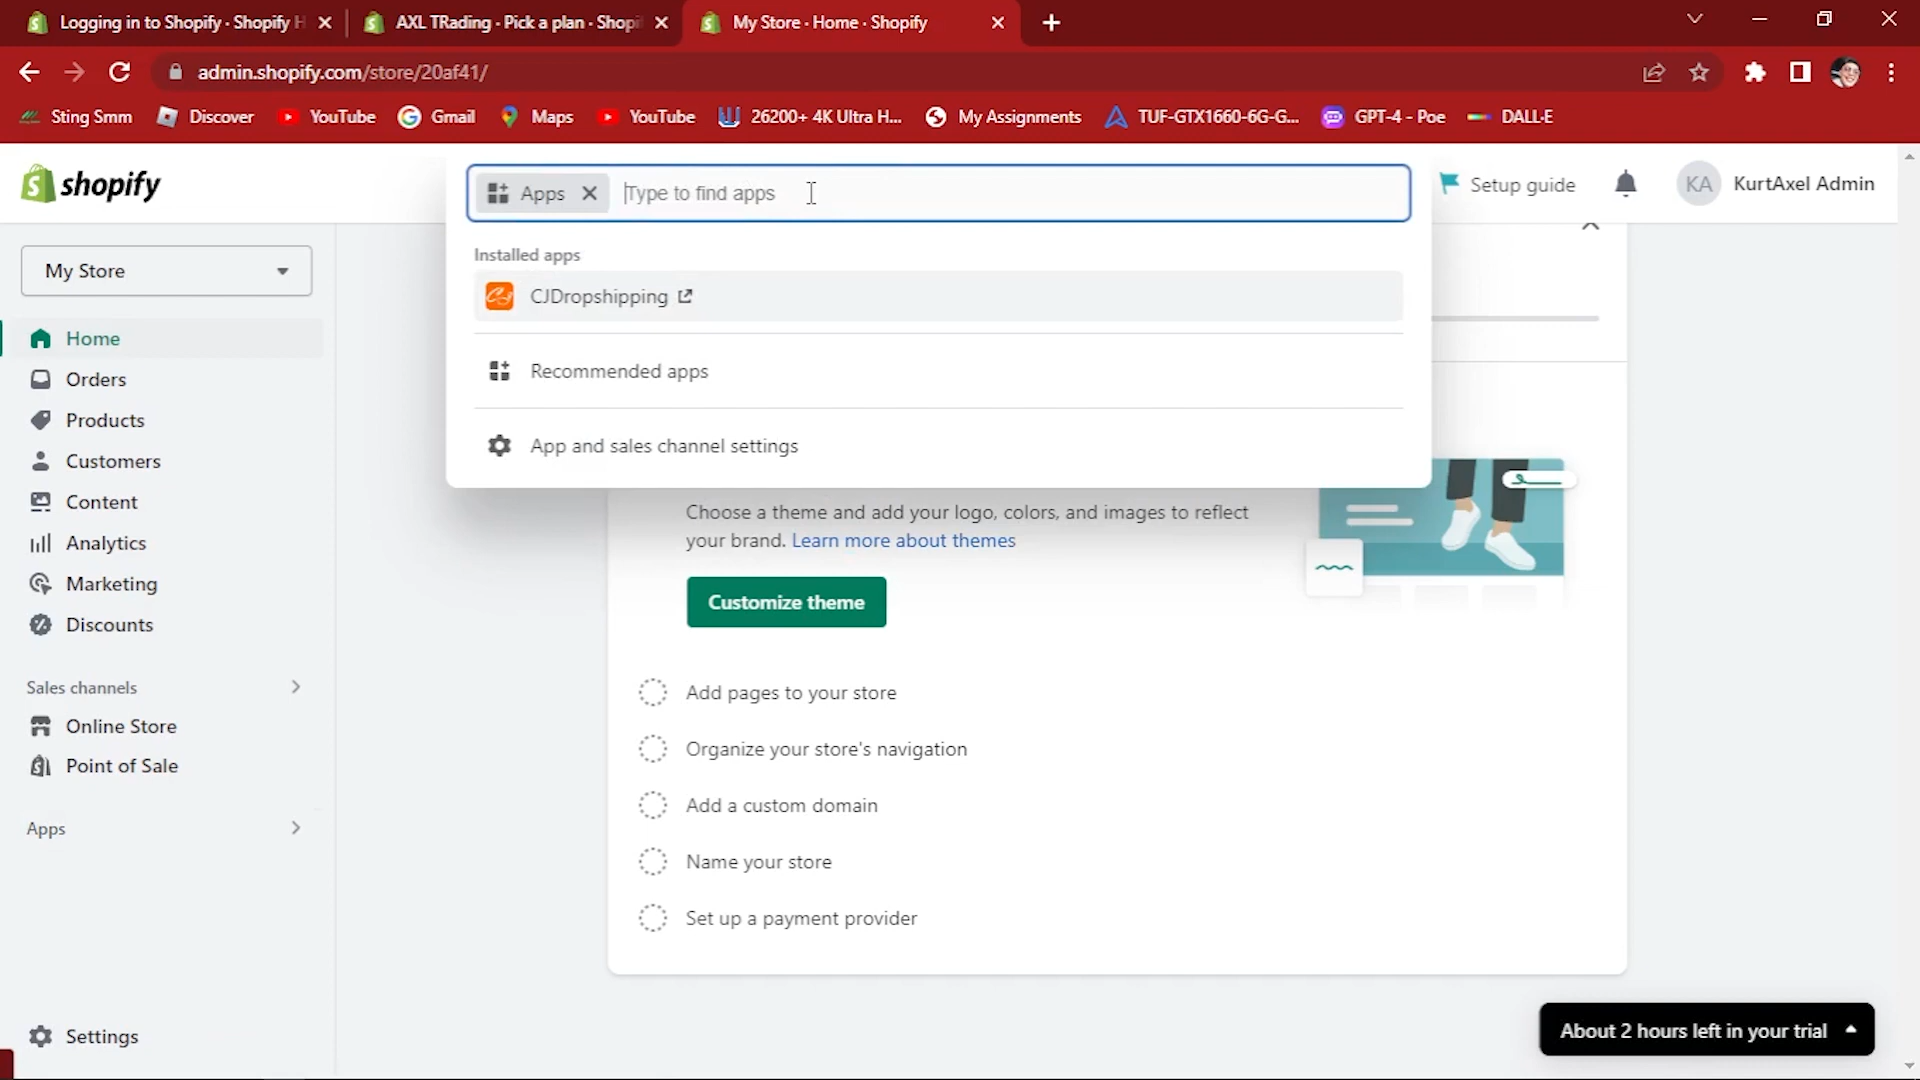 Logging in to Shopify · Shopify H
AXL TRading · Pick a plan · Shopi
My Store · Home · Shopify
admin.shopify.com/store/20af41/
Sting Smm
Discover
YouTube
Gmail
Maps
YouTube
26200+ 4K Ultra H...
My Assignments
TUF-GTX1660-6G-G...
GPT-4 - Poe
DALL·E
shopify
Apps
Type to find apps
Setup guide
KA
KurtAxel Admin
My Store
Installed apps
CJDropshipping
Recommended apps
App and sales channel settings
Home
Orders
Products
Customers
Content
Analytics
Marketing
Discounts
Sales channels
Online Store
Point of Sale
Apps
Settings
Choose a theme and add your logo, colors, and images to reflect
your brand. Learn more about themes
Customize theme
Add pages to your store
Organize your store's navigation
Add a custom domain
Name your store
Set up a payment provider
About 2 hours left in your trial